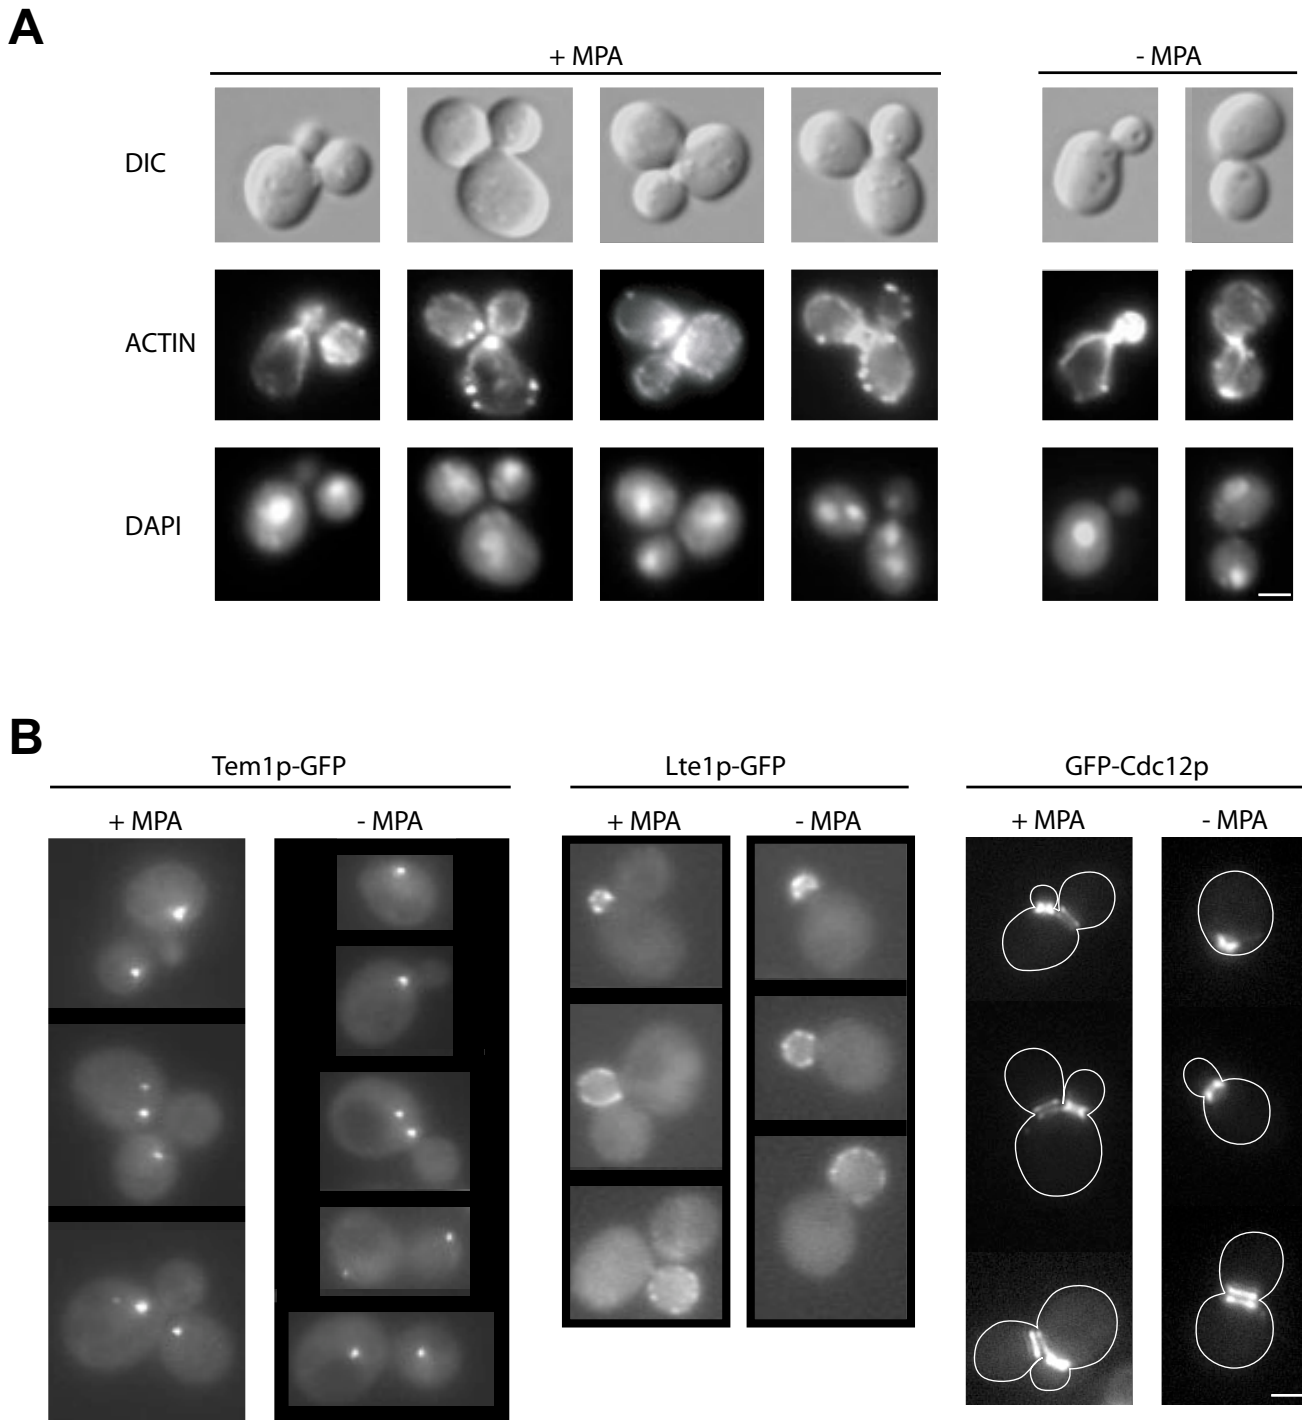 A
+ MPA - MPA
DIC
ACTIN
DAPI
B
Tem1p-GFP Lte1p-GFP GFP-Cdc12p
+ MPA - MPA + MPA - MPA + MPA - MPA